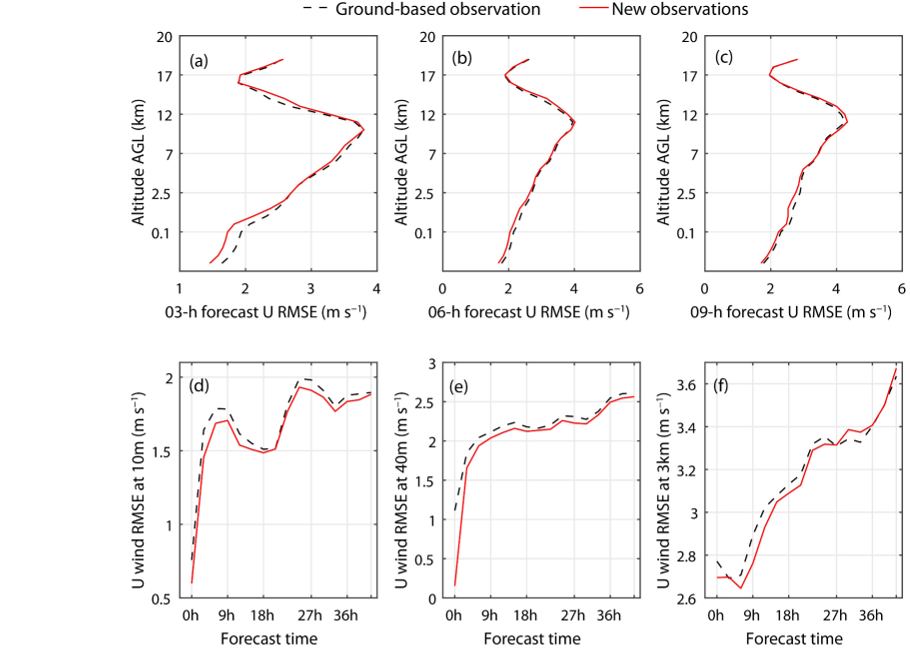 Ground-based observation New observations
(a) (b) (c)
20 20 20
17 17 17
12 12 12
7 7 7
2.5 2.5 2.5
0.1 0.1 0.1
Altitude AGL (km) Altitude AGL (km) Altitude AGL (km)
1 2 3 4 0 2 4 6 0 2 4 6
03-h forecast U RMSE (m s⁻¹) 06-h forecast U RMSE (m s⁻¹) 09-h forecast U RMSE (m s⁻¹)
(d) (e) (f)
2 1.5 1 0.5
U wind RMSE at 10m (m s⁻¹)
3 2.5 2 1.5 1 0.5 0
U wind RMSE at 40m (m s⁻¹)
3.6 3.4 3.2 3 2.8 2.6
U wind RMSE at 3km (m s⁻¹)
0h 9h 18h 27h 36h 0h 9h 18h 27h 36h 0h 9h 18h 27h 36h
Forecast time Forecast time Forecast time